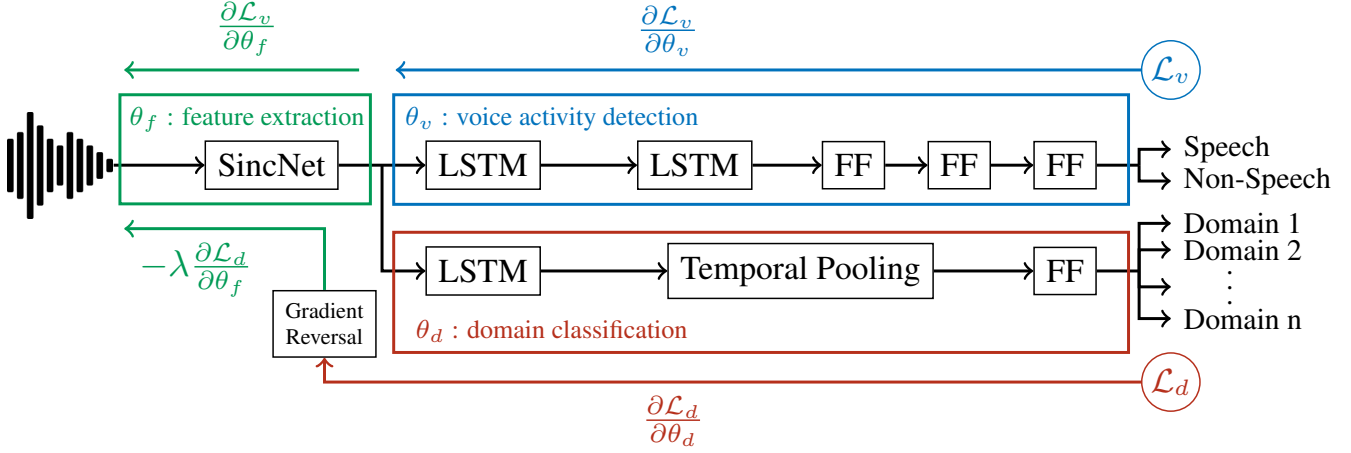 ∂ℒ_v/∂θ_f
∂ℒ_v/∂θ_v
ℒ_v
θ_f : feature extraction
θ_v : voice activity detection
SincNet
LSTM
LSTM
FF
FF
FF
Speech
Non-Speech
−λ ∂ℒ_d/∂θ_f
LSTM
Temporal Pooling
FF
Domain 1
Domain 2
⋮
Domain n
Gradient
Reversal
θ_d : domain classification
ℒ_d
∂ℒ_d/∂θ_d